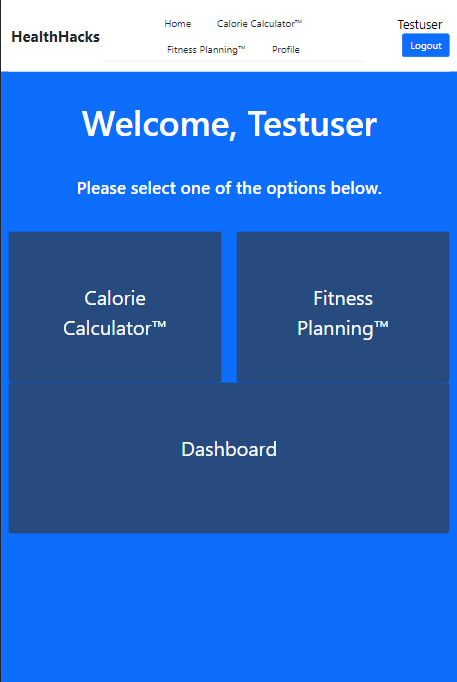 HealthHacks
Home Calorie Calculator™
Fitness Planning™ Profile
Testuser
Logout
Welcome, Testuser
Please select one of the options below.
Calorie
Calculator™
Fitness
Planning™
Dashboard